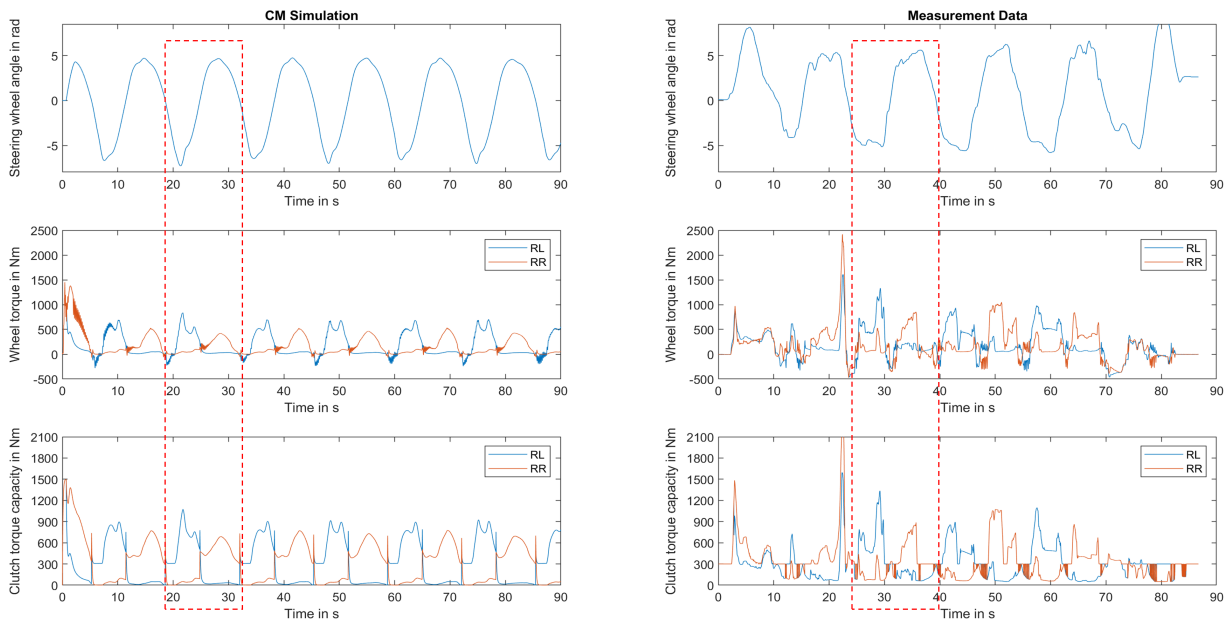 CM Simulation
Steering wheel angle in rad
5
0
-5
0 10 20 30 40 50 60 70 80 90
Time in s
Wheel torque in Nm
2500
2000
1500
1000
500
0
-500
RL
RR
0 10 20 30 40 50 60 70 80 90
Time in s
Clutch torque capacity in Nm
2100
1800
1500
1200
900
600
300
0
RL
RR
0 10 20 30 40 50 60 70 80 90
Time in s
Measurement Data
Steering wheel angle in rad
5
0
-5
0 10 20 30 40 50 60 70 80 90
Time in s
Wheel torque in Nm
2500
2000
1500
1000
500
0
-500
RL
RR
0 10 20 30 40 50 60 70 80 90
Time in s
Clutch torque capacity in Nm
2100
1800
1500
1200
900
600
300
0
RL
RR
0 10 20 30 40 50 60 70 80 90
Time in s